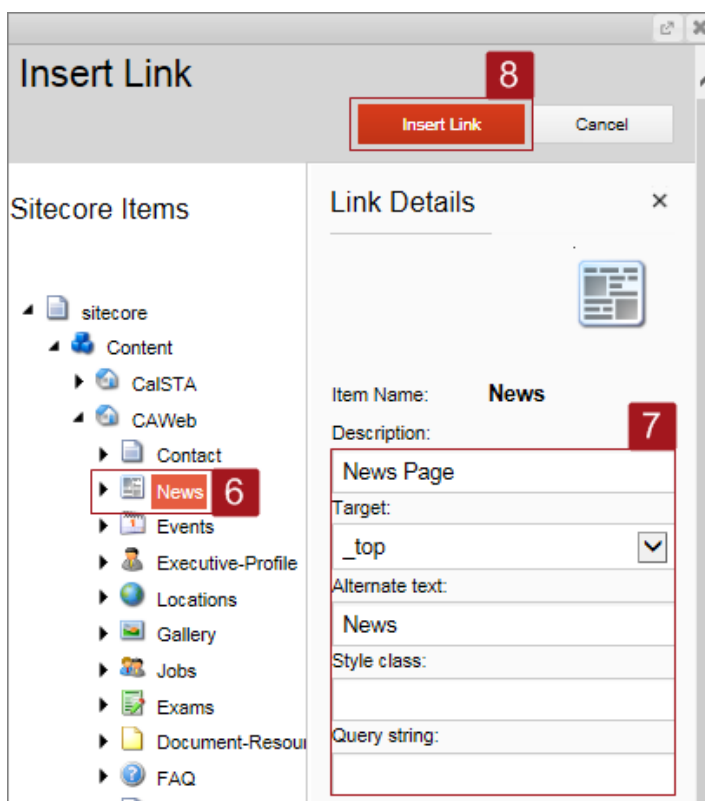 Insert Link
8
Insert Link
Cancel
Sitecore Items
sitecore
Content
CalSTA
CAWeb
Contact
News
6
Events
Executive-Profile
Locations
Gallery
Jobs
Exams
Document-Resour
FAQ
Link Details
Item Name:
News
Description:
7
News Page
Target:
_top
Alternate text:
News
Style class:
Query string: